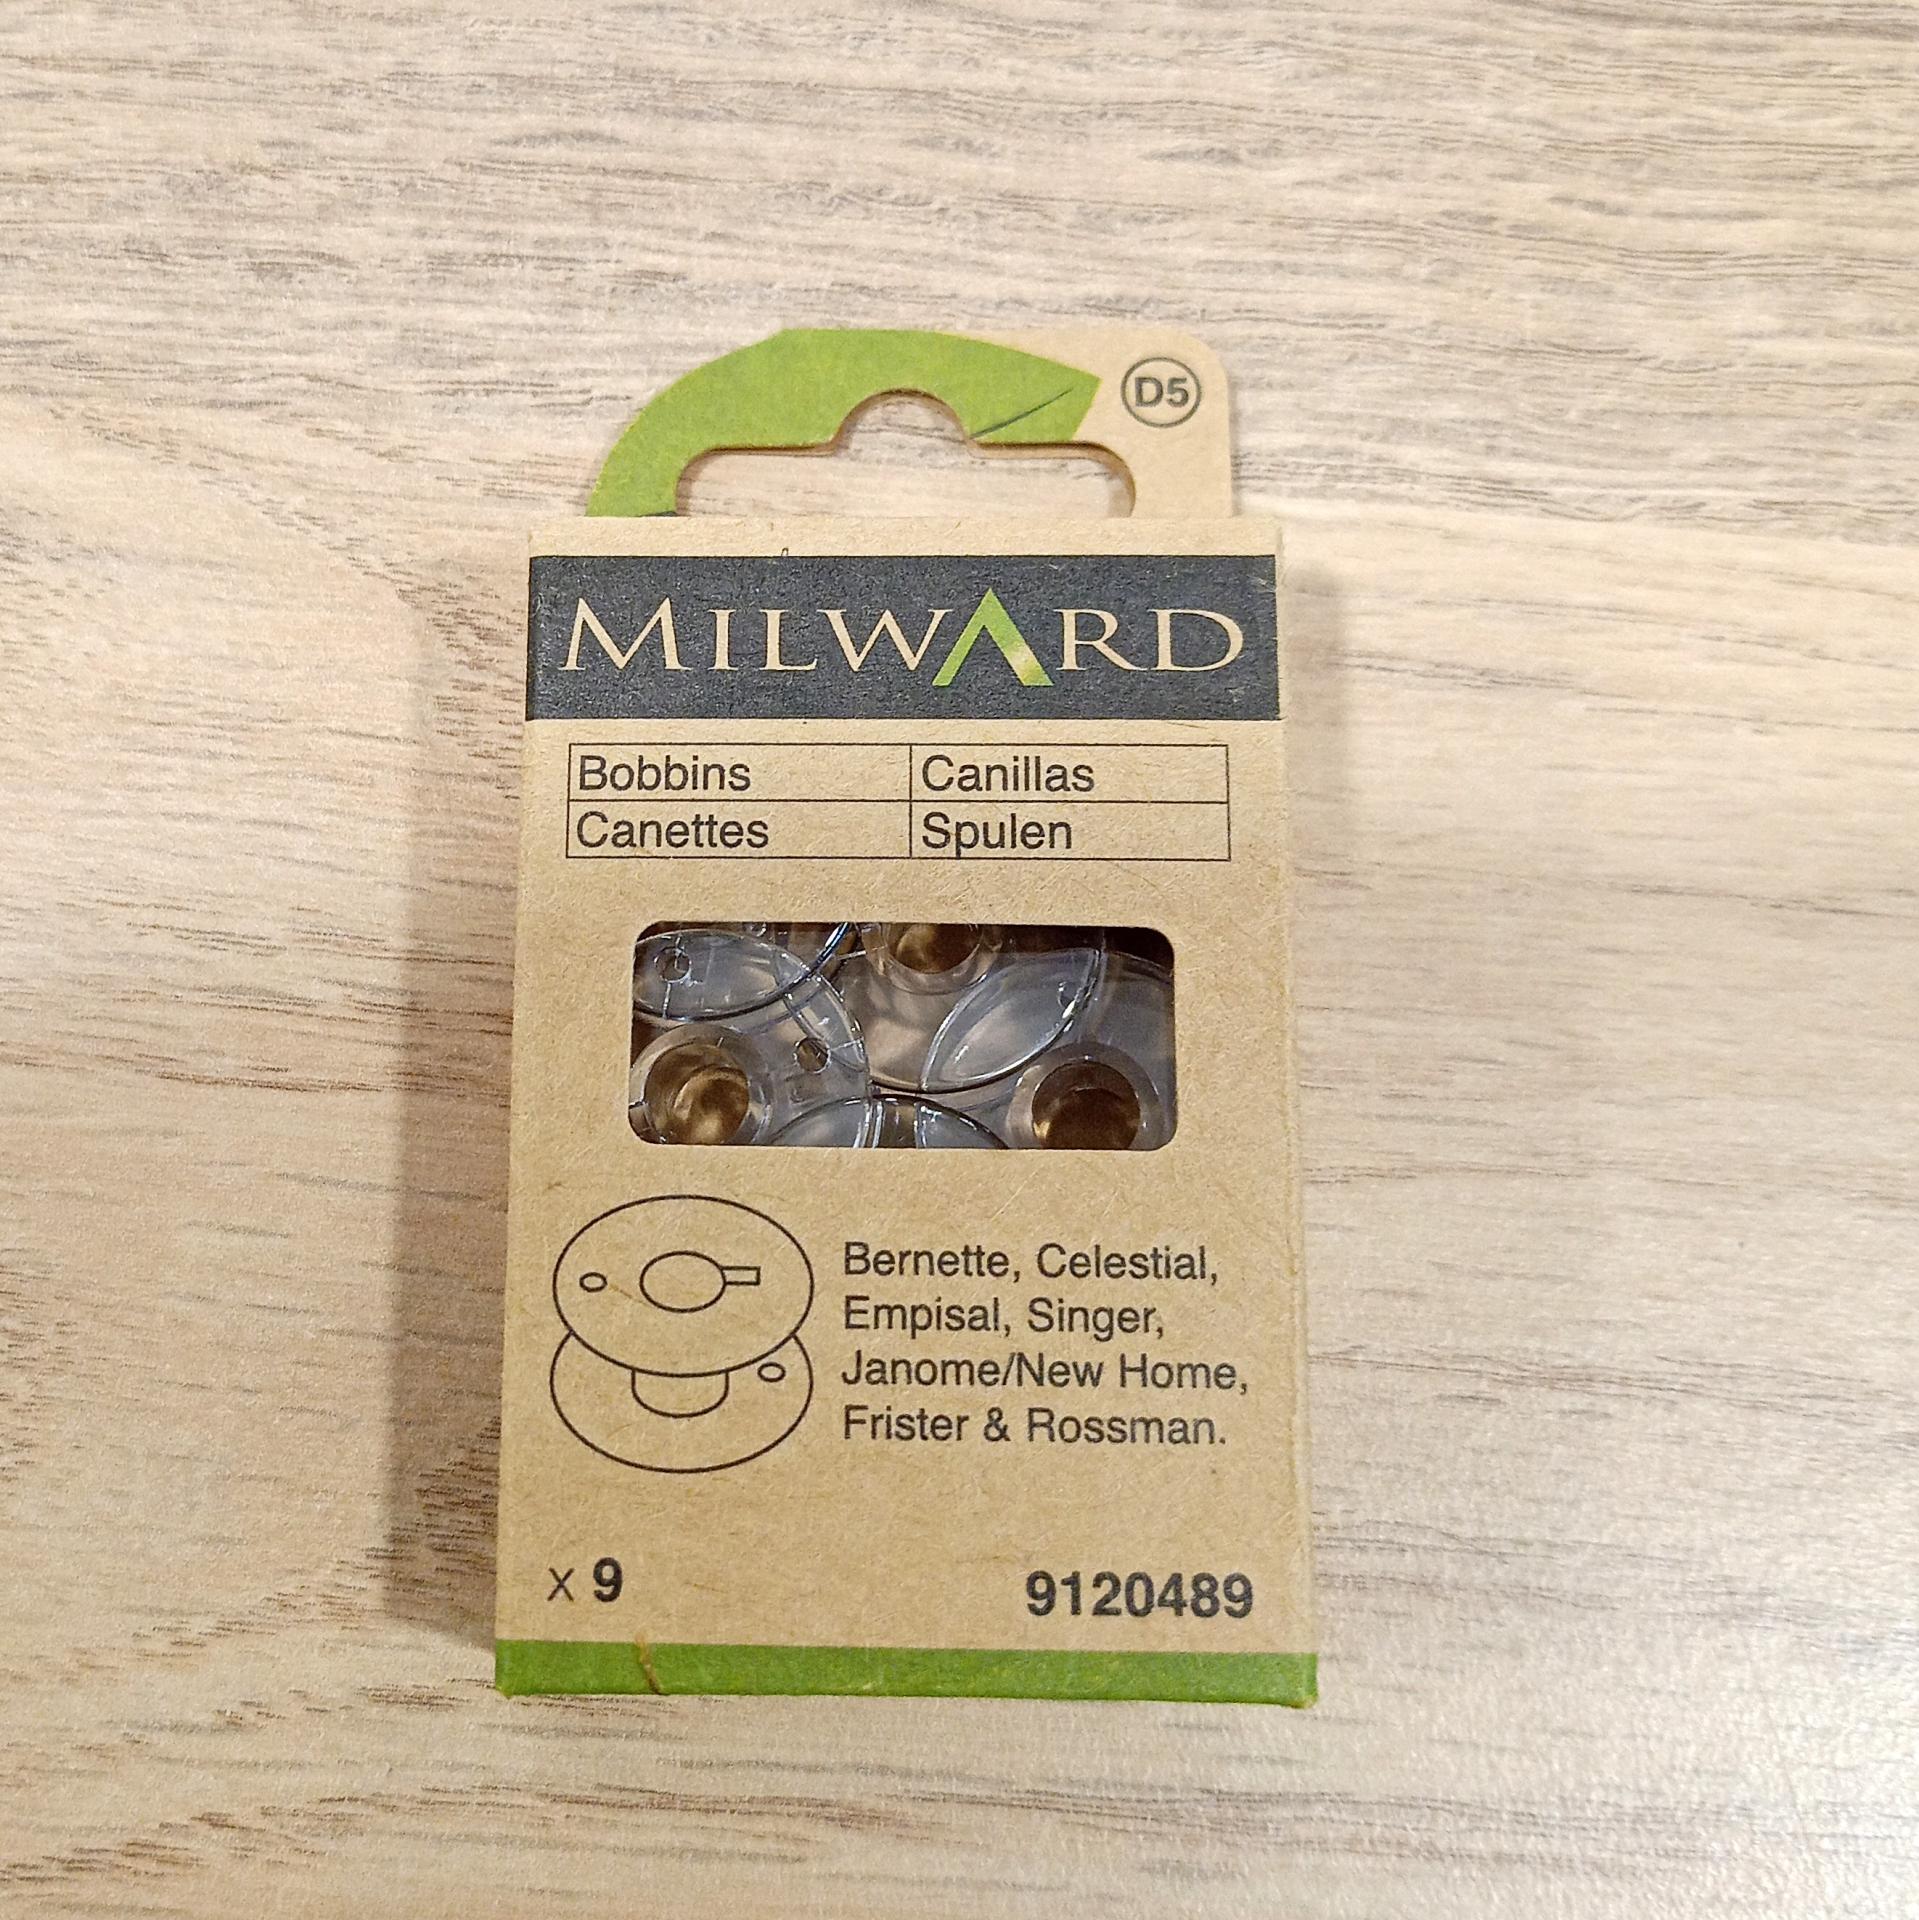 D5
MILWARD
Bobbins Canillas
Canettes Spulen
Bernette, Celestial,
Empisal, Singer,
Janome/New Home,
Frister & Rossman.
x 9 9120489